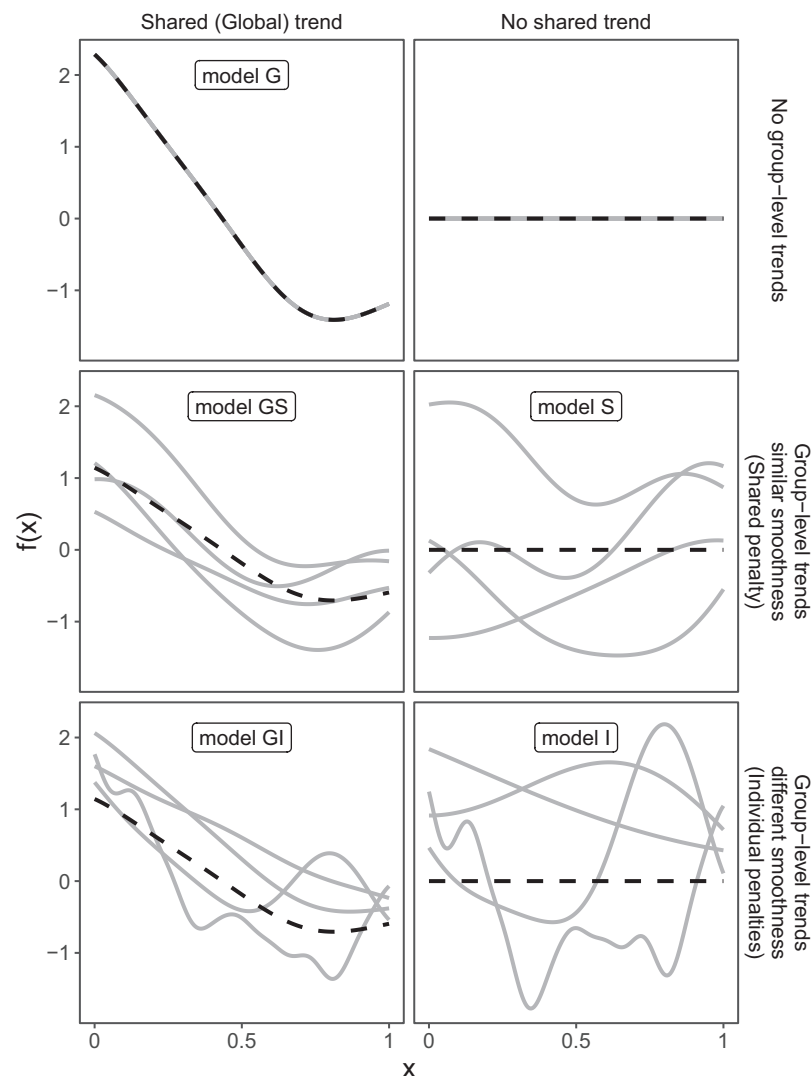 Shared (Global) trend
No shared trend
model G
2
1
0
−1
No group−level trends
model GS
model S
2
1
0
−1
f(x)
Group−level trends
similar smoothness
(Shared penalty)
model GI
model I
2
1
0
−1
Group−level trends
different smoothness
(Individual penalties)
0
0.5
1
0
0.5
1
x